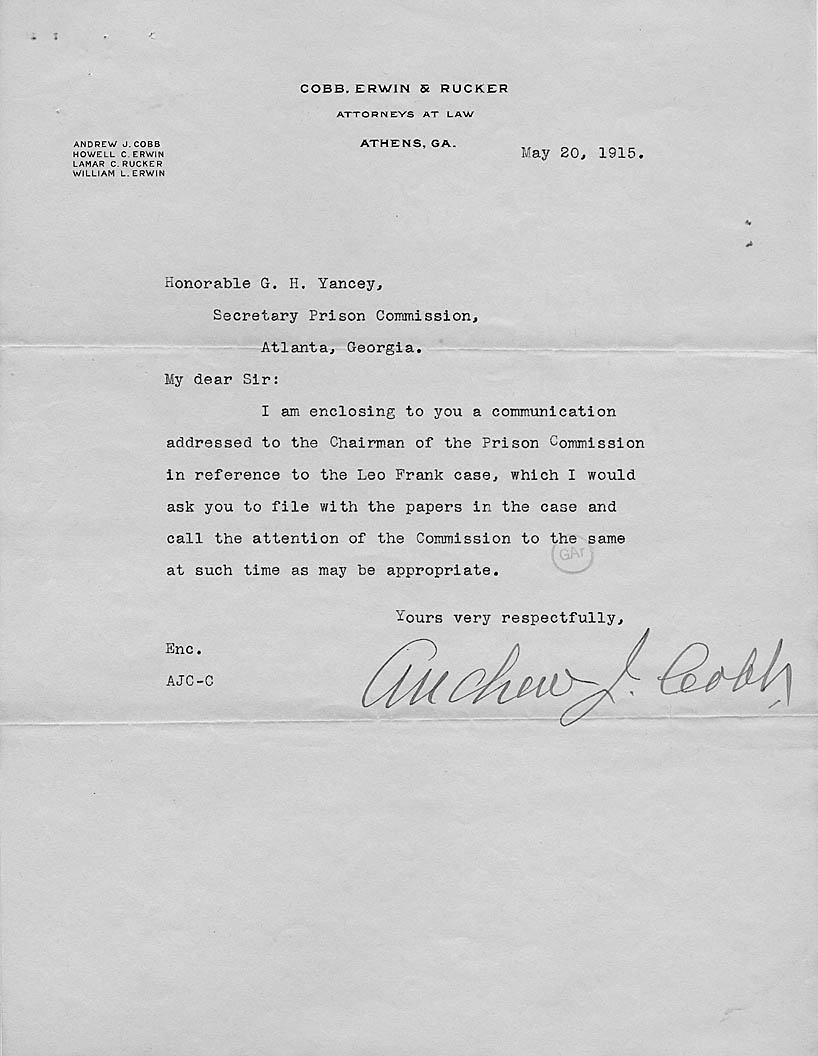 COBB, ERWIN & RUCKER
ATTORNEYS AT LAW
ATHENS, GA.
ANDREW J. COBB
HOWELL C. ERWIN
LAMAR C. RUCKER
WILLIAM L. ERWIN
May 20, 1915.
Honorable G. H. Yancey,
Secretary Prison Commission,
Atlanta, Georgia.
My dear Sir:
I am enclosing to you a communication
addressed to the Chairman of the Prison Commission
in reference to the Leo Frank case, which I would
ask you to file with the papers in the case and
call the attention of the Commission to the same
GAr
at such time as may be appropriate.
Yours very respectfully,
Enc.
AJC-C
Andrew J. Cobb